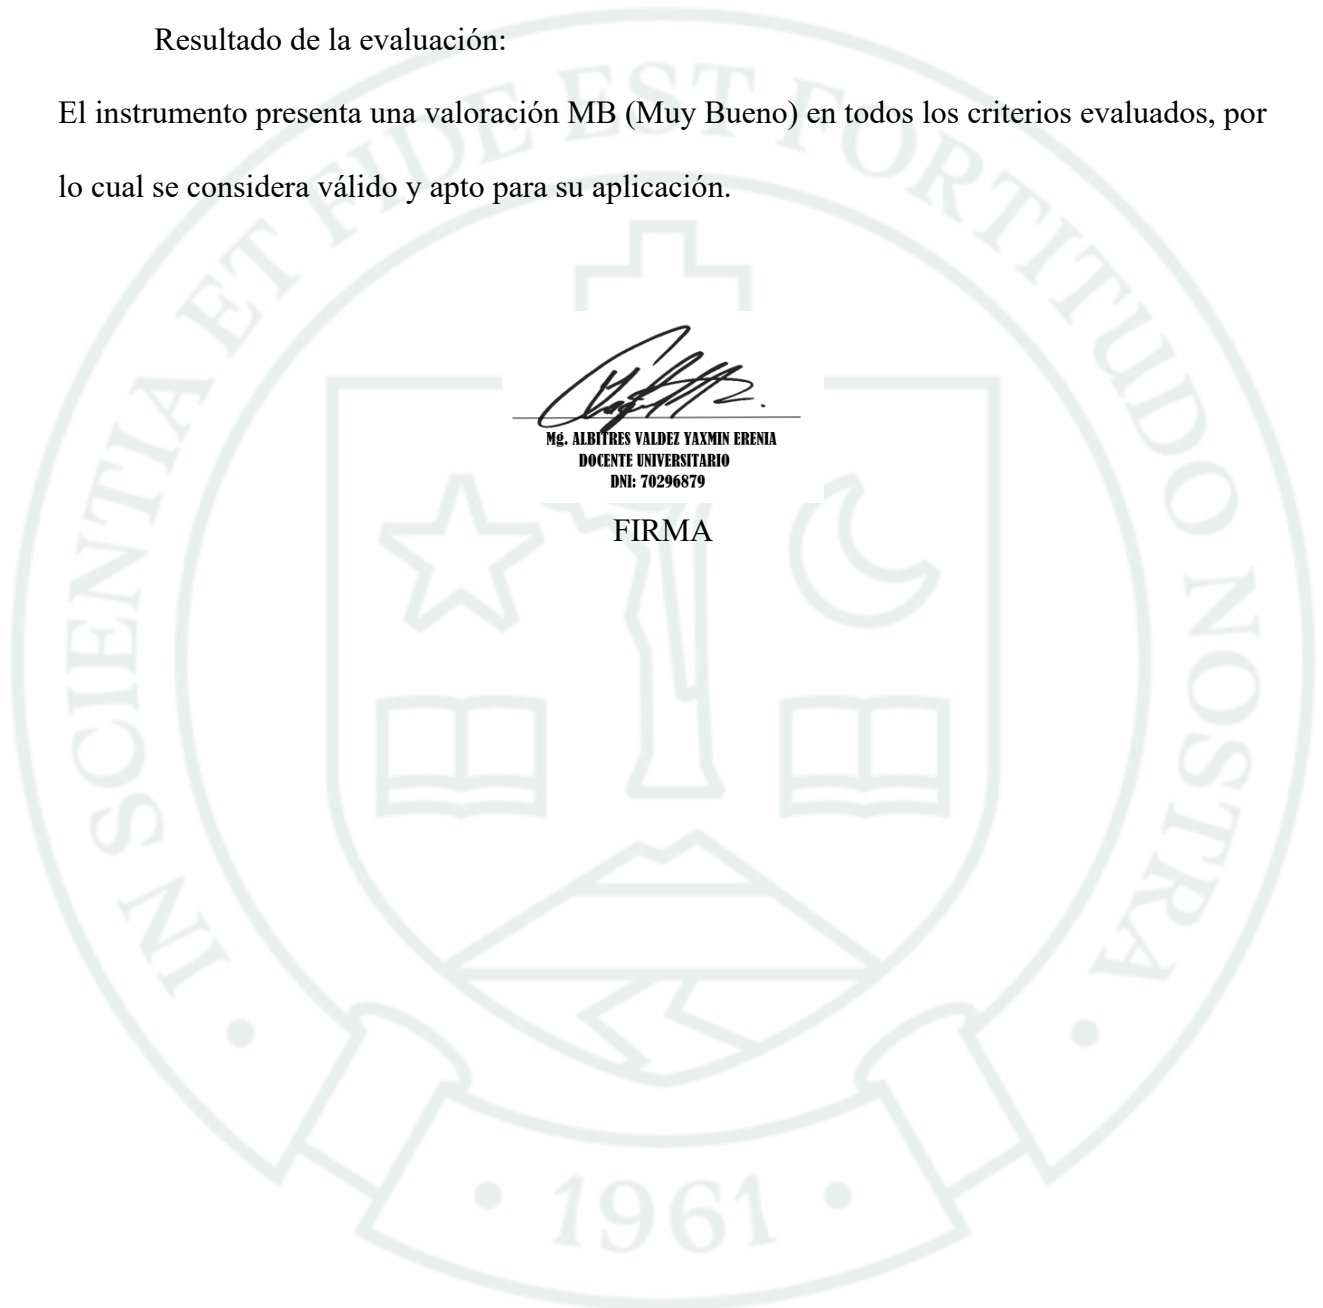 Resultado de la evaluación:
El instrumento presenta una valoración MB (Muy Bueno) en todos los criterios evaluados, por
lo cual se considera válido y apto para su aplicación.
Mg. ALBITRES VALDEZ YAXMIN ERENIA
DOCENTE UNIVERSITARIO
DNI: 70296879
FIRMA
IN SCIENTIA ET FIDE EST FORTITUDO NOSTRA
• 1961 •